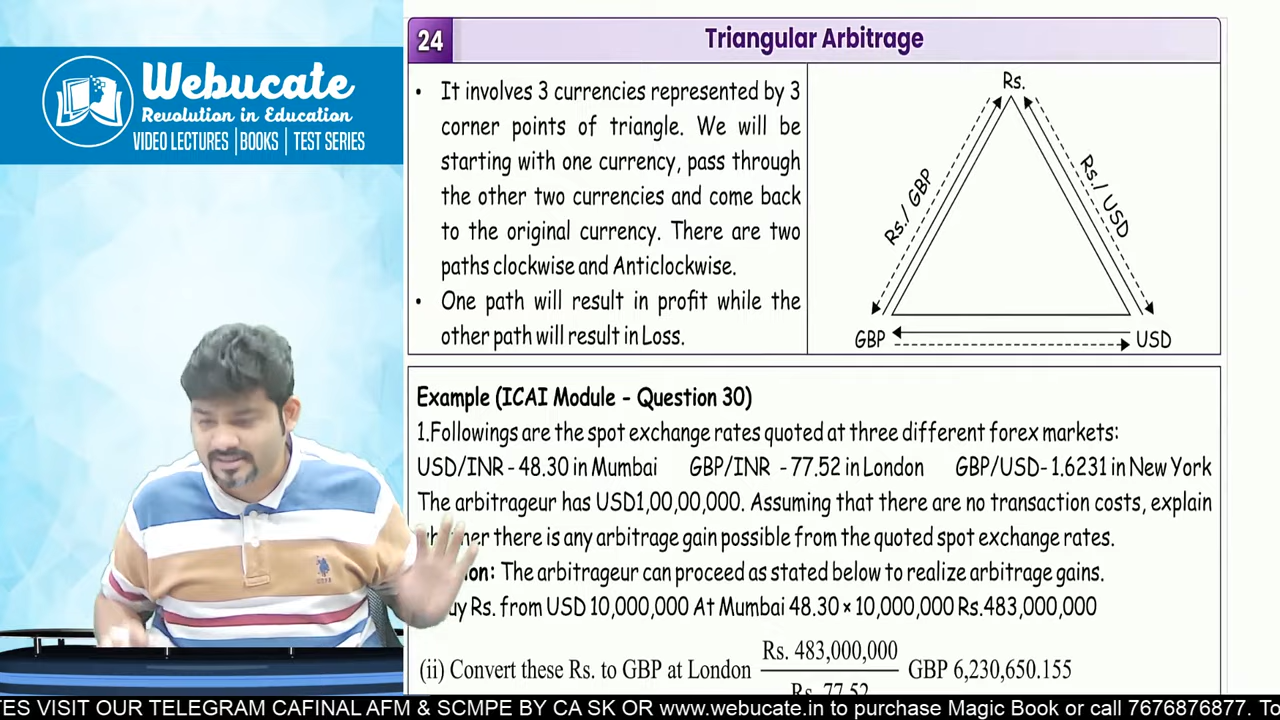 Webucate
Revolution in Education
VIDEO LECTURES | BOOKS | TEST SERIES
24
Triangular Arbitrage
• It involves 3 currencies represented by 3
corner points of triangle. We will be
starting with one currency, pass through
the other two currencies and come back
to the original currency. There are two
paths clockwise and Anticlockwise.
• One path will result in profit while the
other path will result in Loss.
Rs.
Rs./ GBP
Rs./ USD
GBP
USD
Example (ICAI Module - Question 30)
1.Followings are the spot exchange rates quoted at three different forex markets:
USD/INR - 48.30 in Mumbai GBP/INR - 77.52 in London GBP/USD- 1.6231 in New York
The arbitrageur has USD1,00,00,000. Assuming that there are no transaction costs, explain
there is any arbitrage gain possible from the quoted spot exchange rates.
The arbitrageur can proceed as stated below to realize arbitrage gains.
Rs. from USD 10,000,000 At Mumbai 48.30 × 10,000,000 Rs.483,000,000
(ii) Convert these Rs. to GBP at London Rs. 483,000,000 GBP 6,230,650.155
Rs. 77.52
TES VISIT OUR TELEGRAM CAFINAL AFM & SCMPE BY CA SK OR www.webucate.in to purchase Magic Book or call 7676876877. To